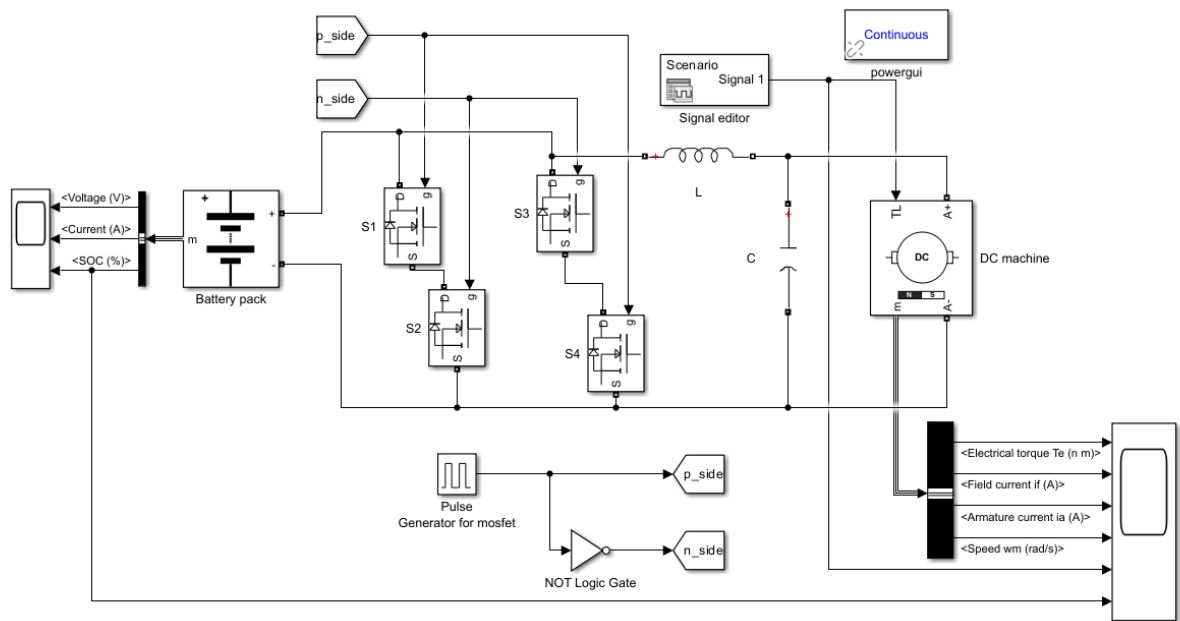 p_side
n_side
Scenario
Signal 1
Signal editor
Continuous
powergui
<Voltage (V)>
<Current (A)>
<SOC (%)>
+
m
+
-
Battery pack
D
g
S1
S
D
g
S2
S
D
g
S3
S
D
g
S4
S
+
L
+
C
TL
A+
DC
N S
m
A-
DC machine
Pulse
Generator for mosfet
NOT Logic Gate
p_side
n_side
<Electrical torque Te (n m)>
<Field current if (A)>
<Armature current ia (A)>
<Speed wm (rad/s)>